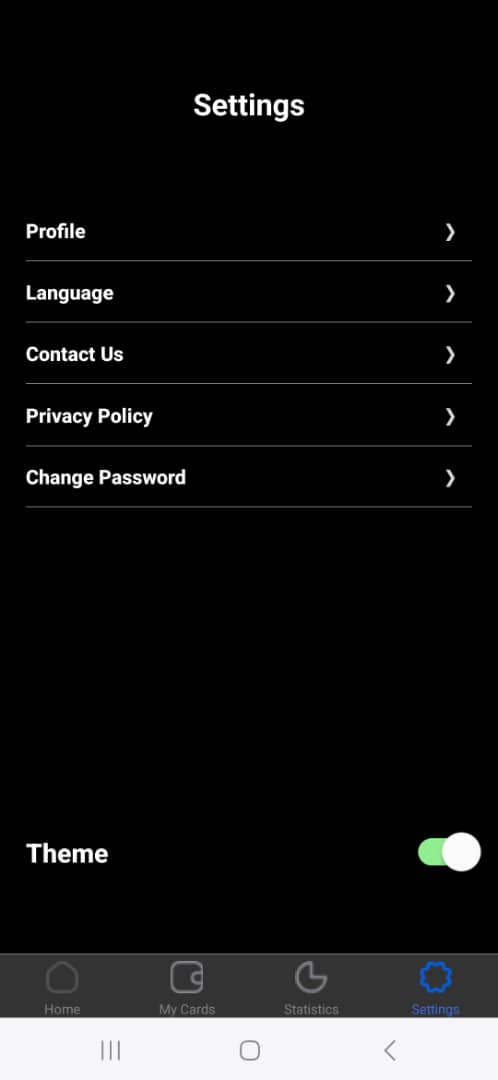 Settings
Profile
Language
Contact Us
Privacy Policy
Change Password
Theme
Home
My Cards
Statistics
Settings